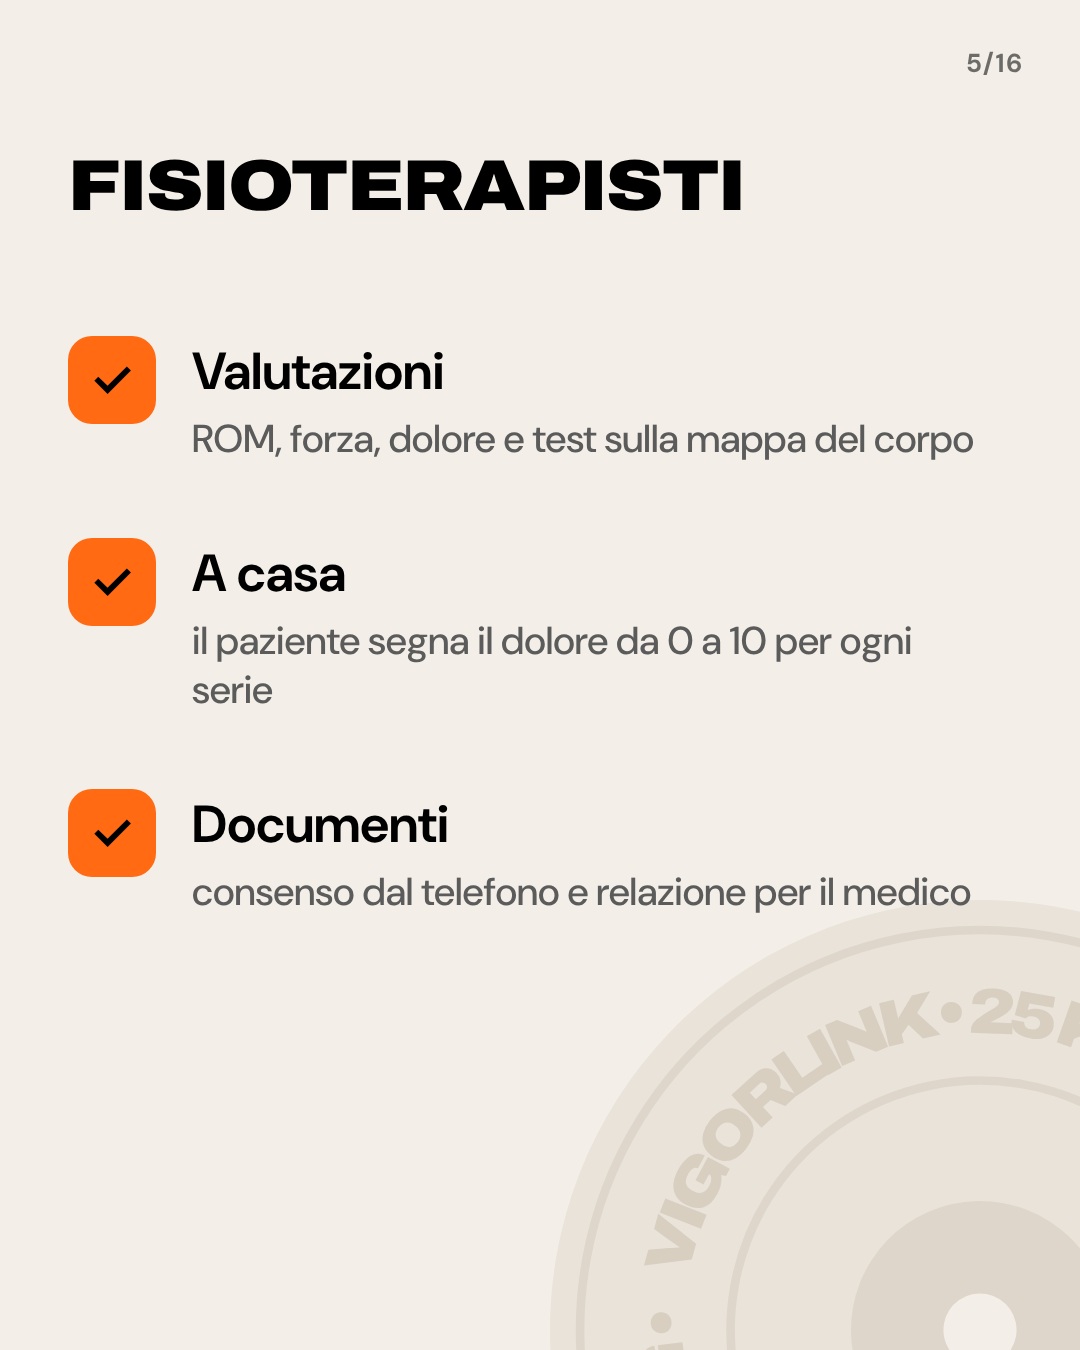 5/16
FISIOTERAPISTI
Valutazioni
ROM, forza, dolore e test sulla mappa del corpo
A casa
il paziente segna il dolore da 0 a 10 per ogni
serie
Documenti
consenso dal telefono e relazione per il medico
VIGORLINK • 25